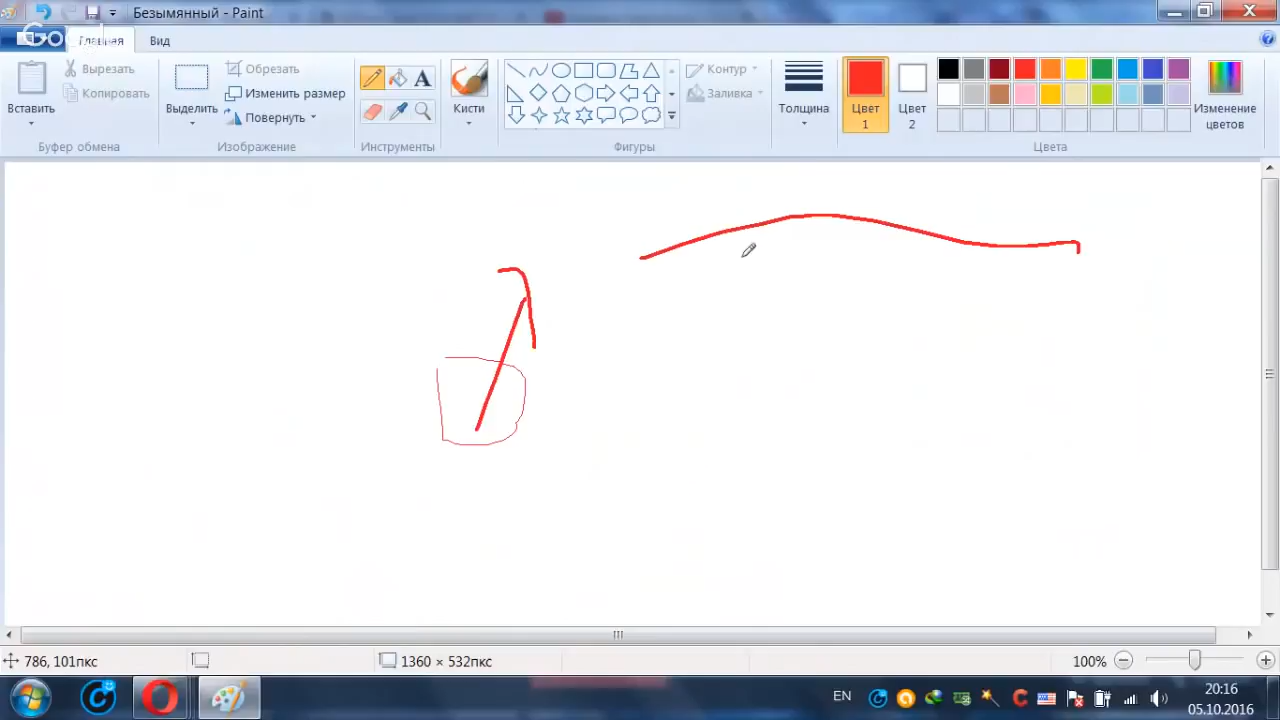 Безымянный - Paint
Главная
Вид
Вставить
Вырезать
Копировать
Буфер обмена
Выделить
Обрезать
Изменить размер
Повернуть
Изображение
A
Инструменты
Кисти
Контур
Заливка
Фигуры
Толщина
Цвет 1
Цвет 2
Изменение цветов
Цвета
786, 101пкс
1360 × 532пкс
100%
EN
20:16
05.10.2016